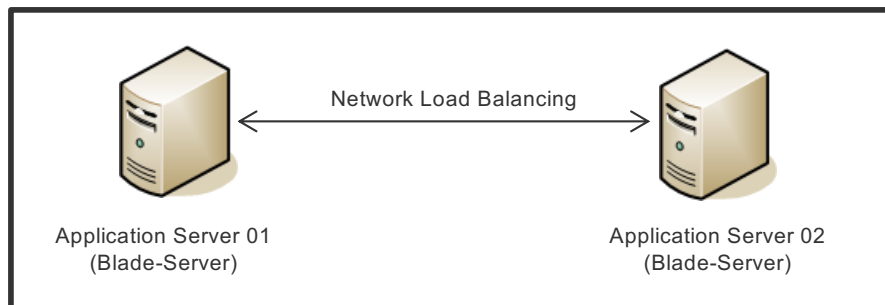 Network Load Balancing
Application Server 01
(Blade-Server)
Application Server 02
(Blade-Server)